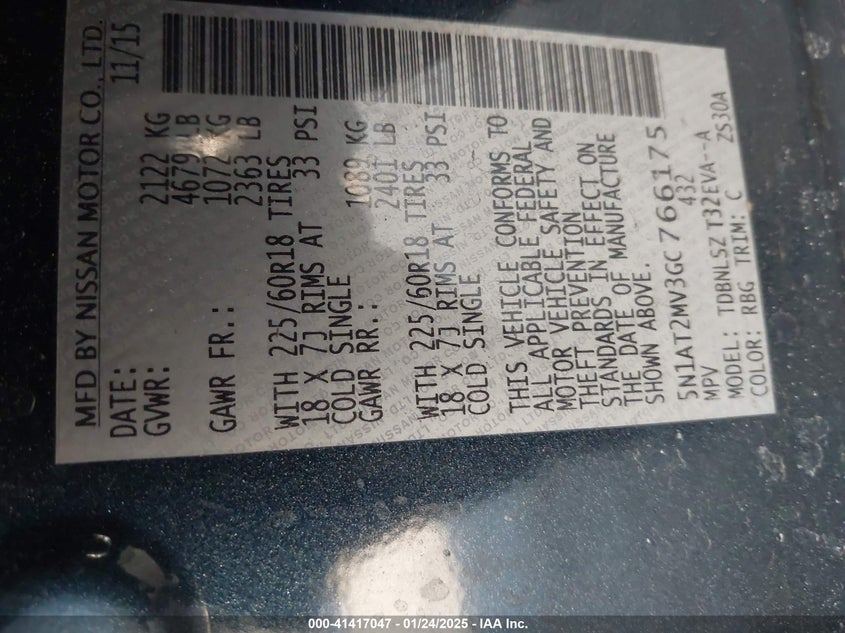 MFD BY NISSAN MOTOR CO., LTD.
DATE: 11/15
GVWR: 2122 KG
4679 LB
GAWR FR.: 1072 KG
2363 LB
WITH 225/60R18 TIRES
18 X 7J RIMS AT 33 PSI
COLD SINGLE
GAWR RR.: 1089 KG
2401 LB
WITH 225/60R18 TIRES
18 X 7J RIMS AT 33 PSI
COLD SINGLE
THIS VEHICLE CONFORMS TO
ALL APPLICABLE FEDERAL
MOTOR VEHICLE SAFETY AND
THEFT PREVENTION
STANDARDS IN EFFECT ON
THE DATE OF MANUFACTURE
SHOWN ABOVE.
5N1AT2MV3GC766175
MPV 432
MODEL: TDBNLSZ T32EVA--A
COLOR: RBG TRIM: C ZS30A
000-41417047 — 01/24/2025 — IAA Inc.